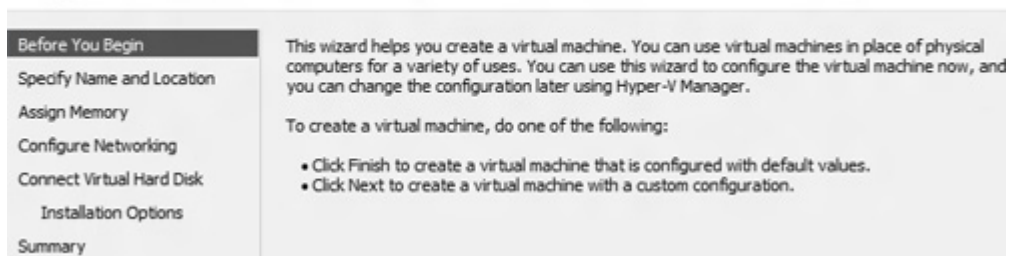 Before You Begin
Specify Name and Location
Assign Memory
Configure Networking
Connect Virtual Hard Disk
Installation Options
Summary
This wizard helps you create a virtual machine. You can use virtual machines in place of physical
computers for a variety of uses. You can use this wizard to configure the virtual machine now, and
you can change the configuration later using Hyper-V Manager.
To create a virtual machine, do one of the following:
• Click Finish to create a virtual machine that is configured with default values.
• Click Next to create a virtual machine with a custom configuration.